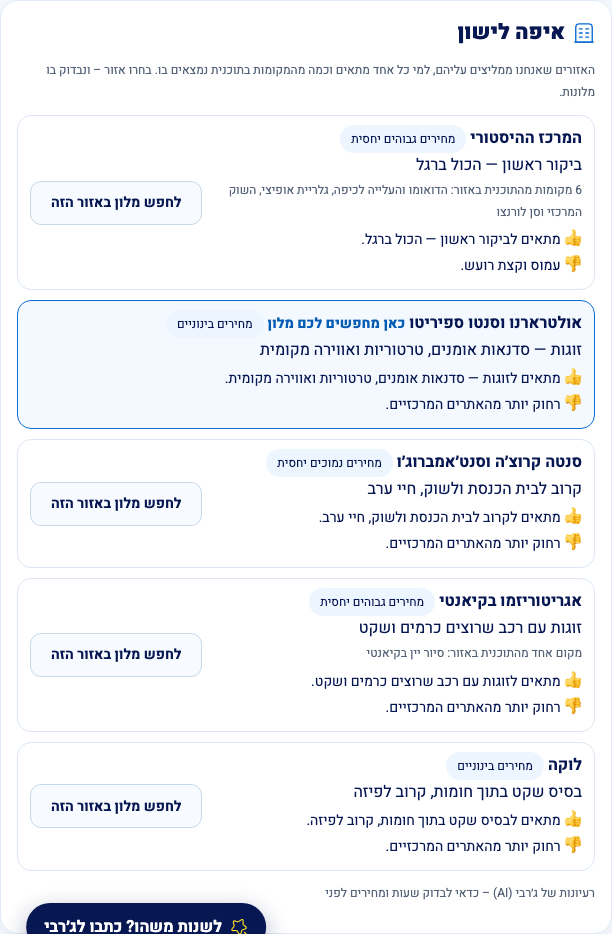 איפה לישון
האזורים שאנחנו ממליצים עליהם, למי כל אחד מתאים וכמה מהמקומות בתוכנית נמצאים בו. בחרו אזור – ונבדוק בו
מלונות.
המרכז ההיסטורי מחירים גבוהים יחסית
ביקור ראשון — הכול ברגל
6 מקומות מהתוכנית באזור: הדואומו והעלייה לכיפה, גלריית אופיצי, השוק
המרכזי וסן לורנצו
👍 מתאים לביקור ראשון — הכול ברגל.
👎 עמוס וקצת רועש.
לחפש מלון באזור הזה
אולטרארנו וסנטו ספיריטו כאן מחפשים לכם מלון מחירים בינוניים
זוגות — סדנאות אומנים, טרטוריות ואווירה מקומית
👍 מתאים לזוגות — סדנאות אומנים, טרטוריות ואווירה מקומית.
👎 רחוק יותר מהאתרים המרכזיים.
סנטה קרוצ'ה וסנט'אמברוג'ו מחירים נמוכים יחסית
קרוב לבית הכנסת ולשוק, חיי ערב
👍 מתאים לקרוב לבית הכנסת ולשוק, חיי ערב.
👎 רחוק יותר מהאתרים המרכזיים.
לחפש מלון באזור הזה
אגריטוריזמו בקיאנטי מחירים גבוהים יחסית
זוגות עם רכב שרוצים כרמים ושקט
מקום אחד מהתוכנית באזור: סיור יין בקיאנטי
👍 מתאים לזוגות עם רכב שרוצים כרמים ושקט.
👎 רחוק יותר מהאתרים המרכזיים.
לחפש מלון באזור הזה
לוקה מחירים בינוניים
בסיס שקט בתוך חומות, קרוב לפיזה
👍 מתאים לבסיס שקט בתוך חומות, קרוב לפיזה.
👎 רחוק יותר מהאתרים המרכזיים.
לחפש מלון באזור הזה
רעיונות של ג'רבי (AI) – כדאי לבדוק שעות ומחירים לפני
לשנות משהו? כתבו לג'רבי